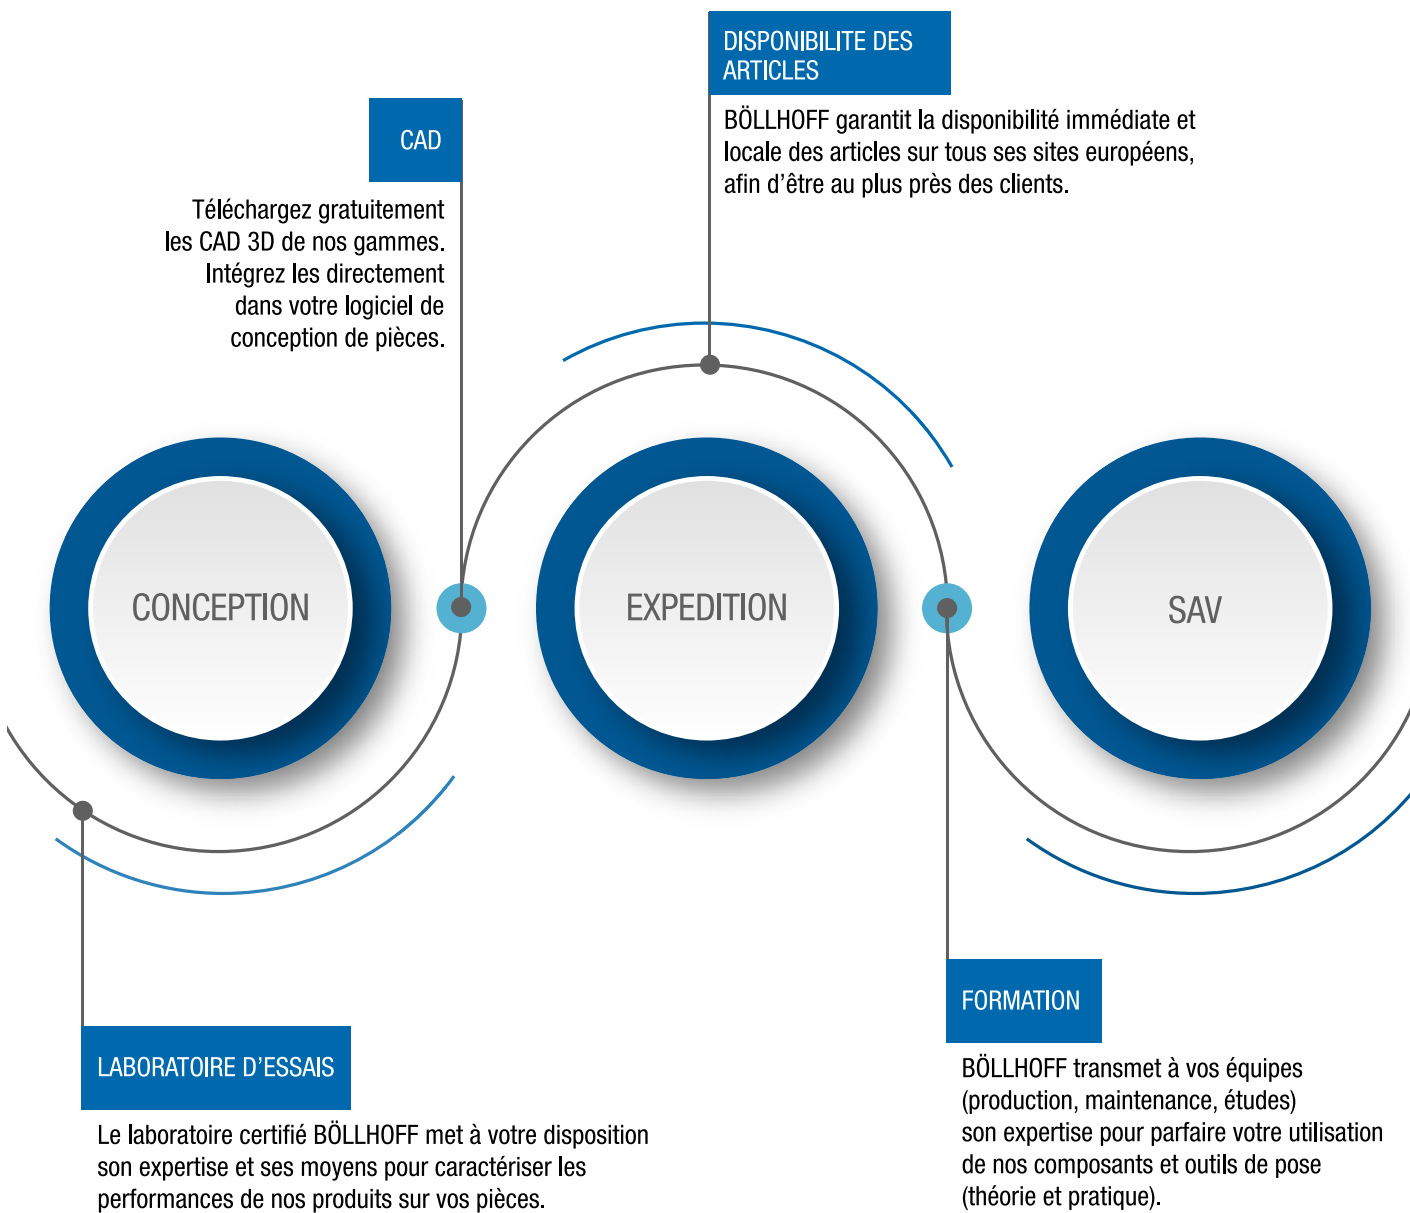 DISPONIBILITE DES
ARTICLES
BÖLLHOFF garantit la disponibilité immédiate et
locale des articles sur tous ses sites européens,
afin d'être au plus près des clients.
CAD
Téléchargez gratuitement
les CAD 3D de nos gammes.
Intégrez les directement
dans votre logiciel de
conception de pièces.
CONCEPTION
EXPEDITION
SAV
LABORATOIRE D'ESSAIS
Le laboratoire certifié BÖLLHOFF met à votre disposition
son expertise et ses moyens pour caractériser les
performances de nos produits sur vos pièces.
FORMATION
BÖLLHOFF transmet à vos équipes
(production, maintenance, études)
son expertise pour parfaire votre utilisation
de nos composants et outils de pose
(théorie et pratique).